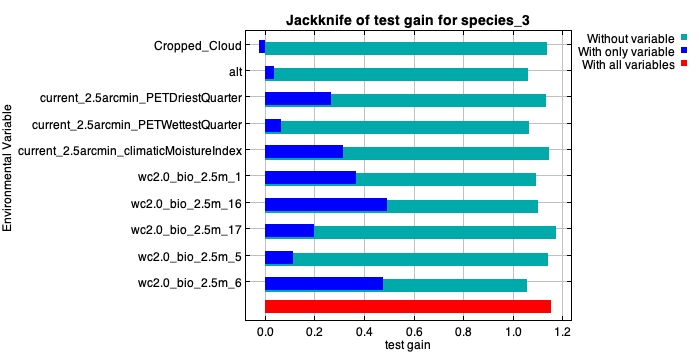 Jackknife of test gain for species_3
Without variable
With only variable
With all variables
Environmental Variable
Cropped_Cloud
alt
current_2.5arcmin_PETDriestQuarter
current_2.5arcmin_PETWettestQuarter
current_2.5arcmin_climaticMoistureIndex
wc2.0_bio_2.5m_1
wc2.0_bio_2.5m_16
wc2.0_bio_2.5m_17
wc2.0_bio_2.5m_5
wc2.0_bio_2.5m_6
0.0 0.2 0.4 0.6 0.8 1.0 1.2
test gain